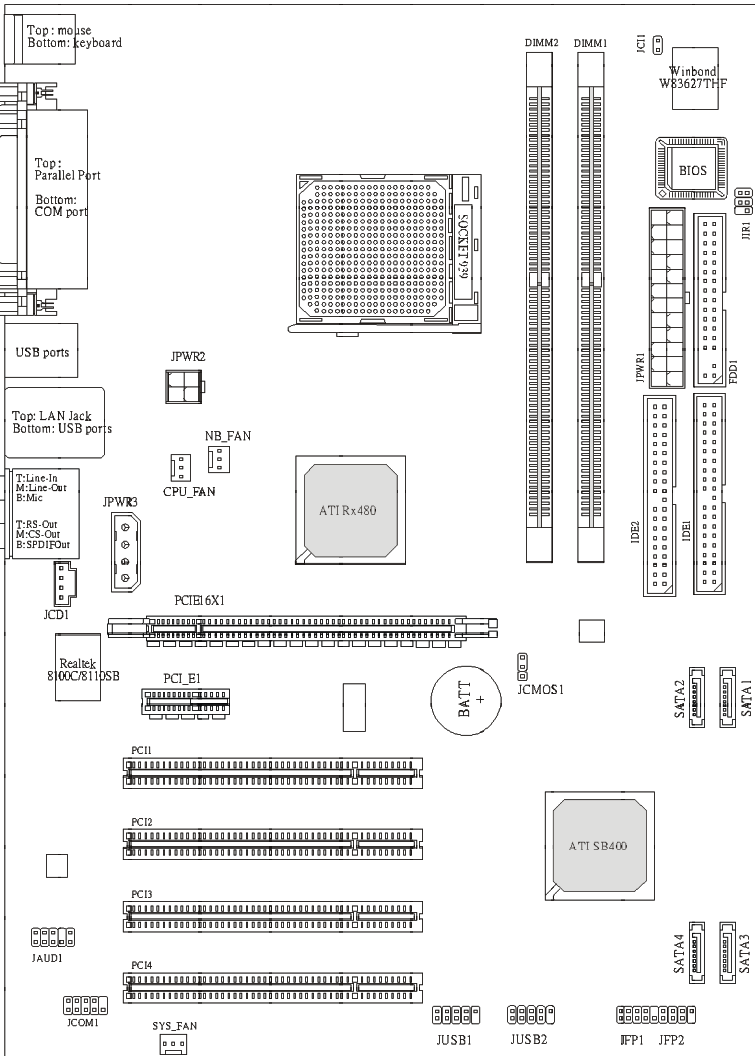 Top : mouse
Bottom: keyboard
DIMM2
DIMM1
JCI1
Winbond
W83627THF
Top :
Parallel Port
Bottom:
COM port
BIOS
JIR1
SOCKET 939
USB ports
JPWR2
JPWR1
FDD1
Top: LAN Jack
Bottom: USB ports
NB_FAN
CPU_FAN
T:Line-In
M:Line-Out
B:Mic
T:RS-Out
M:CS-Out
B:SPDIFOut
JPWR3
ATI Rx480
IDE2
IDE1
JCD1
PCIE16X1
Realtek
8100C/8110SB
PCI_E1
BATT
+
JCMOS1
SATA2
SATA1
PCI1
PCI2
ATI SB400
PCI3
JAUD1
SATA4
SATA3
PCI4
JCOM1
SYS_FAN
JUSB1
JUSB2
JFP1
JFP2